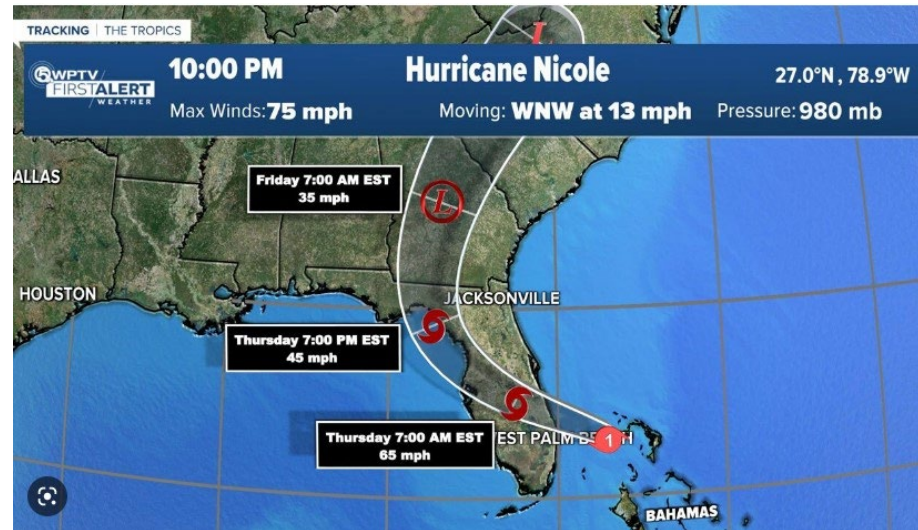 TRACKING | THE TROPICS
5 WPTV
FIRST ALERT
WEATHER
10:00 PM
Hurricane Nicole
27.0°N, 78.9°W
Max Winds: 75 mph
Moving: WNW at 13 mph
Pressure: 980 mb
L
ALLAS
Friday 7:00 AM EST
35 mph
L
HOUSTON
JACKSONVILLE
Thursday 7:00 PM EST
45 mph
Thursday 7:00 AM EST
65 mph
EST PALM BE H
1
BAHAMAS